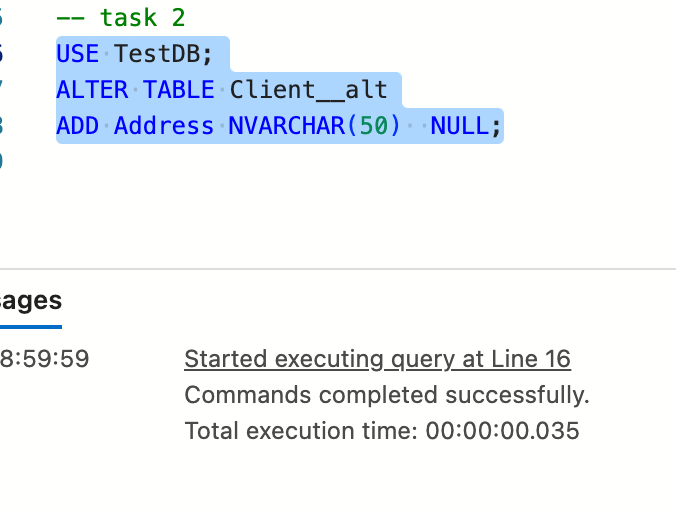 -- task 2
USE TestDB;
ALTER TABLE Client__alt
ADD Address NVARCHAR(50)  NULL;
8:59:59 Started executing query at Line 16
Commands completed successfully.
Total execution time: 00:00:00.035